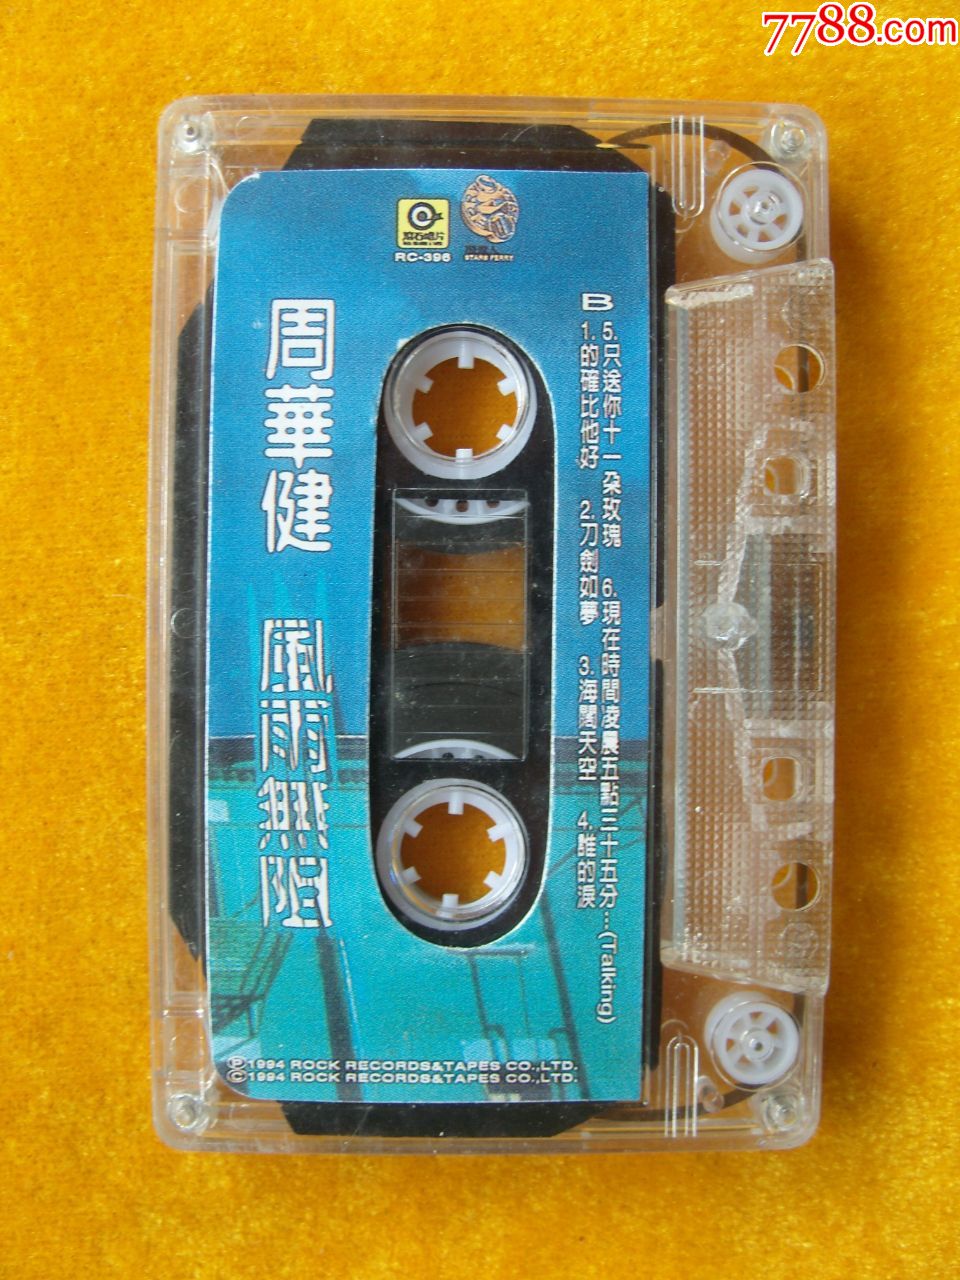 7788.com
滾石唱片
RC-396
STARS FERRY
周華健 風雨無阻
B
1.的確比他好 2.刀劍如夢 3.海闊天空 4.誰的淚
5.只送你十一朵玫瑰 6.現在時間凌晨五點三十五分…(Talking)
Ⓟ1994 ROCK RECORDS&TAPES CO.,LTD.
Ⓒ1994 ROCK RECORDS&TAPES CO.,LTD.